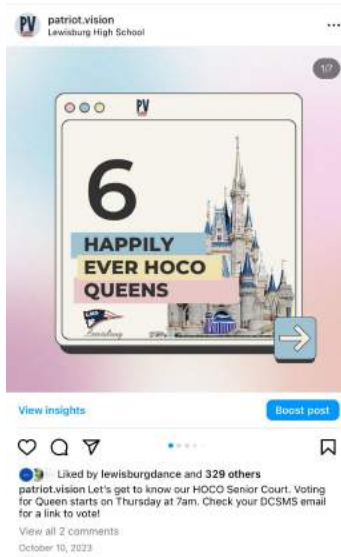 patriot.vision
Lewisburg High School
1/7
PV
6
HAPPILY
EVER HOCO
QUEENS
View insights
Boost post
Liked by lewisburgdance and 329 others
patriot.vision Let's get to know our HOCO Senior Court. Voting
for Queen starts on Thursday at 7am. Check your DCSMS email
for a link to vote!
View all 2 comments
October 10, 2023